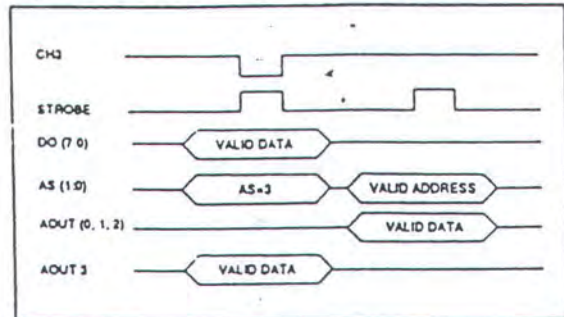 CH3
STROBE
DO (7:0) VALID DATA
AS (1:0) AS=3 VALID ADDRESS
AOUT (0, 1, 2) VALID DATA
AOUT 3 VALID DATA